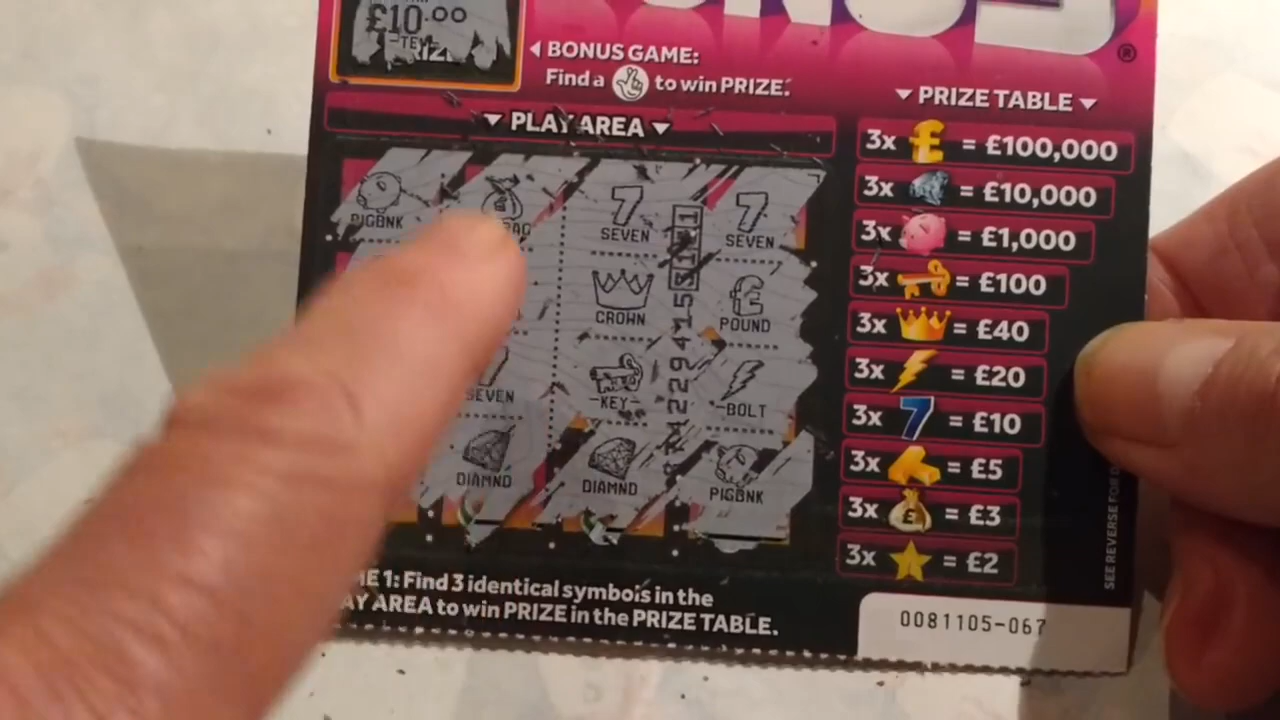 £10.00
-TEN-
BONUS GAME:
Find a to win PRIZE.
®
PLAY AREA
PIGBNK
SEVEN
SEVEN
CROWN
POUND
SEVEN
-KEY-
-BOLT-
DIAMND
DIAMND
PIGBNK
PRIZE TABLE
3x £ = £100,000
3x = £10,000
3x = £1,000
3x = £100
3x = £40
3x = £20
3x 7 = £10
3x = £5
3x £ = £3
3x = £2
1: Find 3 identical symbols in the
AREA to win PRIZE in the PRIZE TABLE.
0081105-067
SEE REVERSE FOR